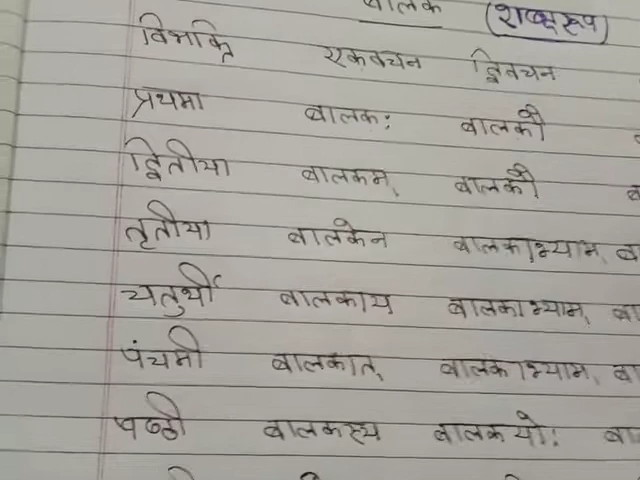 बालक (शब्दरूप)
विभक्ति एकवचन द्विवचन
प्रथमा बालक: बालकौ
द्वितीया बालकम् बालकौ
तृतीया बालकेन बालकाभ्याम्
चतुर्थी बालकाय बालकाभ्याम् बा
पंचमी बालकात् बालकाभ्याम् बा
षष्ठी बालकस्य बालकयो: बा